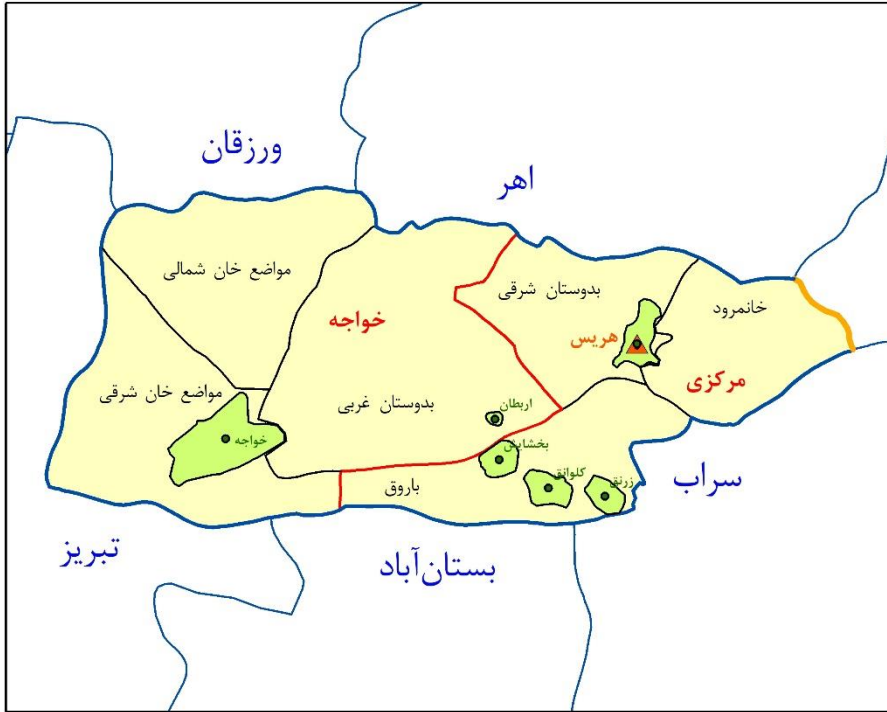 ورزقان
اهر
مواضع خان شمالی
بدوستان شرقی
خانمرود
خواجه
هریس
مرکزی
مواضع خان شرقی
بدوستان غربی
اربطان
خواجه
بخشایش
کلوانق
زرنق
باروق
سراب
تبریز
بستان‌آباد